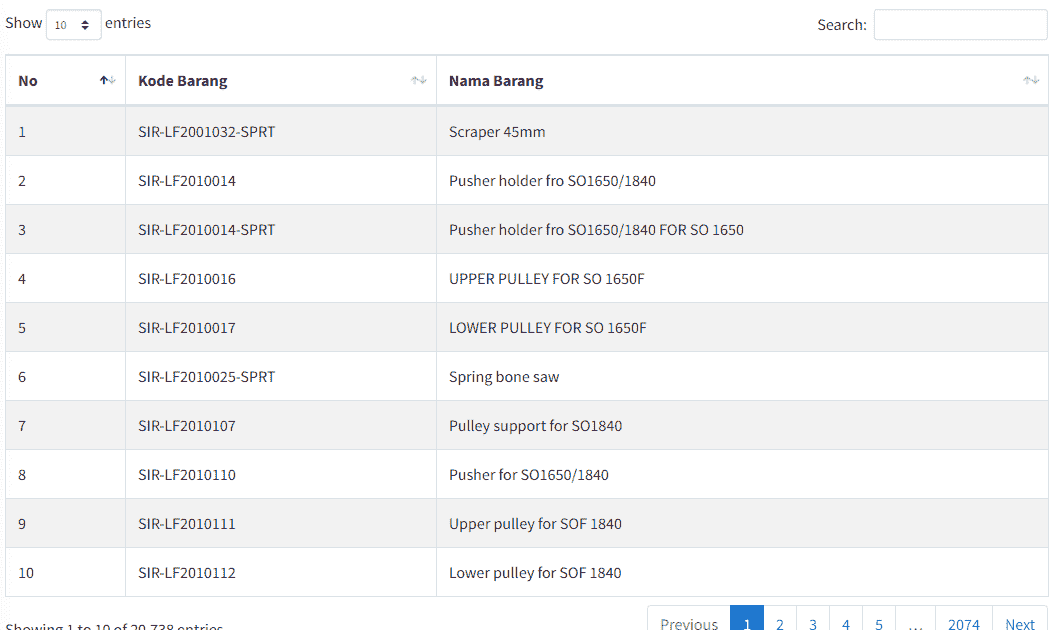 Show 10 entries Search:
No Kode Barang Nama Barang
1 SIR-LF2001032-SPRT Scraper 45mm
2 SIR-LF2010014 Pusher holder fro SO1650/1840
3 SIR-LF2010014-SPRT Pusher holder fro SO1650/1840 FOR SO 1650
4 SIR-LF2010016 UPPER PULLEY FOR SO 1650F
5 SIR-LF2010017 LOWER PULLEY FOR SO 1650F
6 SIR-LF2010025-SPRT Spring bone saw
7 SIR-LF2010107 Pulley support for SO1840
8 SIR-LF2010110 Pusher for SO1650/1840
9 SIR-LF2010111 Upper pulley for SOF 1840
10 SIR-LF2010112 Lower pulley for SOF 1840
Showing 1 to 10 of 20,738 entries Previous 1 2 3 4 5 … 2074 Next